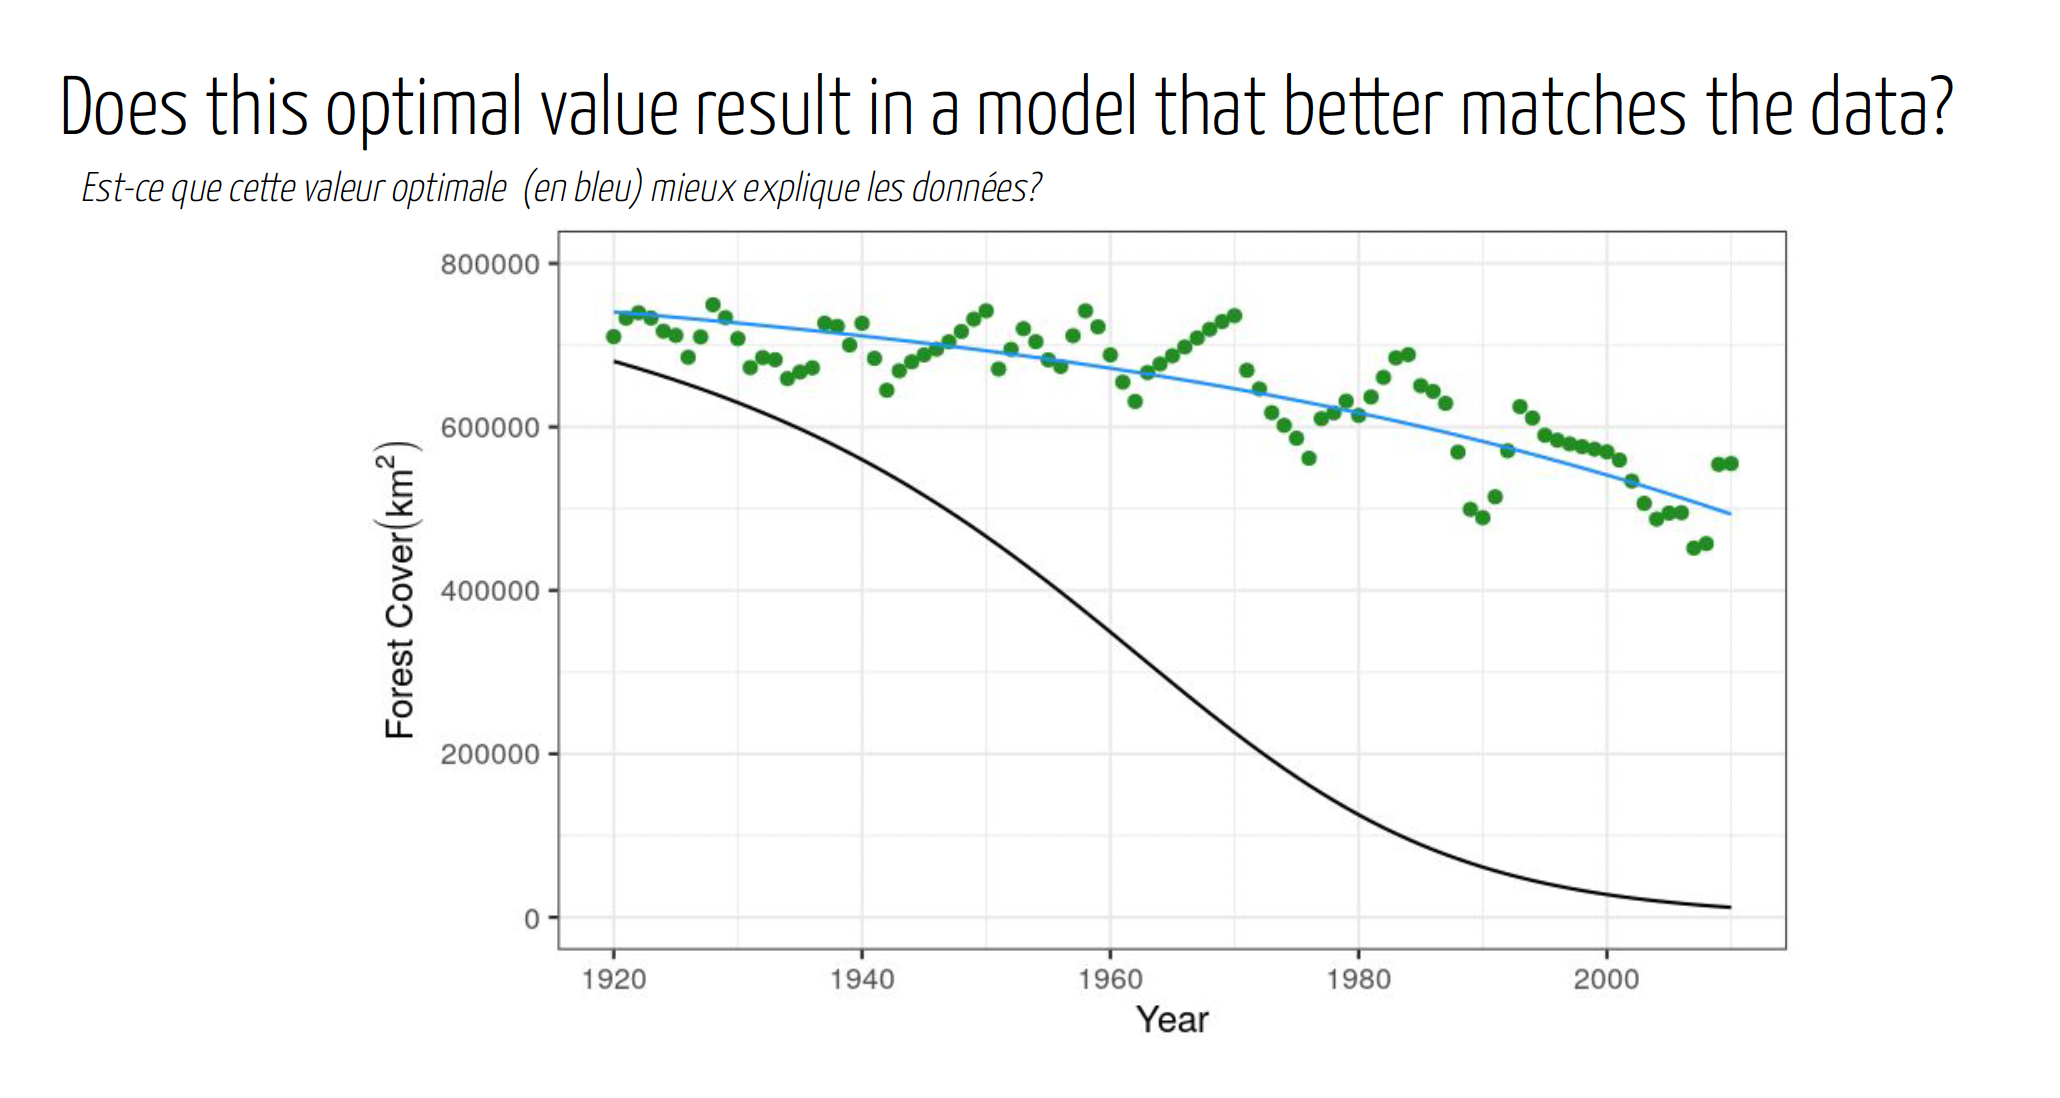 Does this optimal value result in a model that better matches the data?
Est-ce que cette valeur optimale (en bleu) mieux explique les données?
800000
600000
400000
200000
0
Forest Cover(km²)
1920 1940 1960 1980 2000
Year